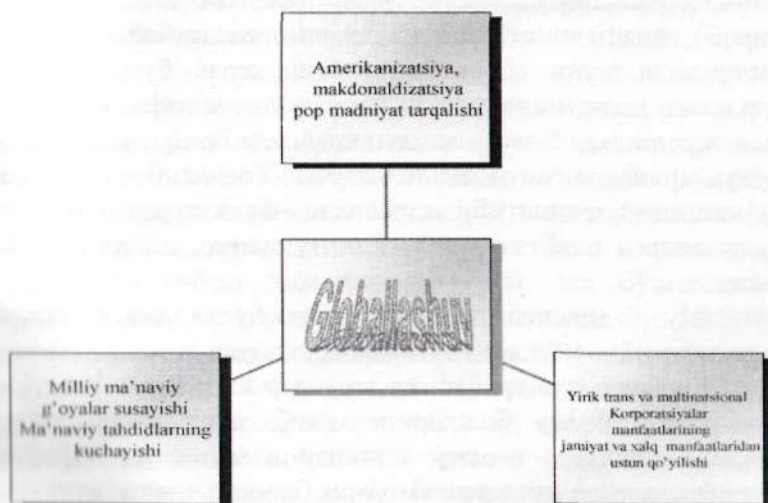 Amerikanizatsiya,
makdonaldizatsiya
pop madniyat tarqalishi
Globallashuv
Milliy ma'naviy
g'oyalar susayishi
Ma'naviy tahdidlarning
kuchayishi
Yirik trans va multinatsional
Korporatsiyalar
manfaatlarining
jamiyat va xalq manfaatlaridan
ustun qo'yilishi